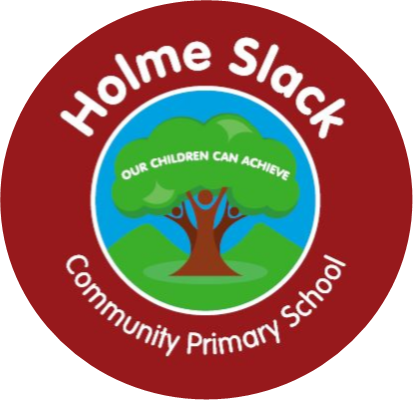 Holme Slack
OUR CHILDREN CAN ACHIEVE
Community Primary School